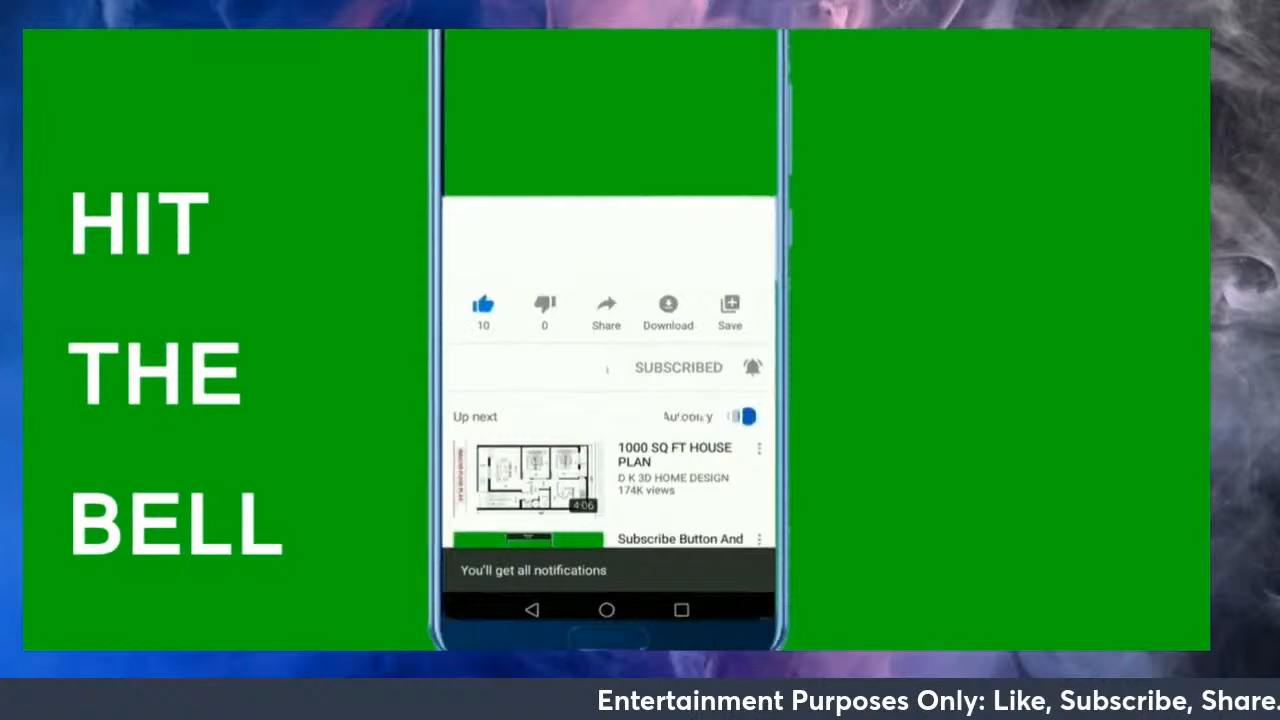 HIT
THE
BELL
10
0
Share
Download
Save
SUBSCRIBED
Up next
1000 SQ FT HOUSE
PLAN
D K 3D HOME DESIGN
174K views
4:06
Subscribe Button And
You'll get all notifications
Entertainment Purposes Only: Like, Subscribe, Share.